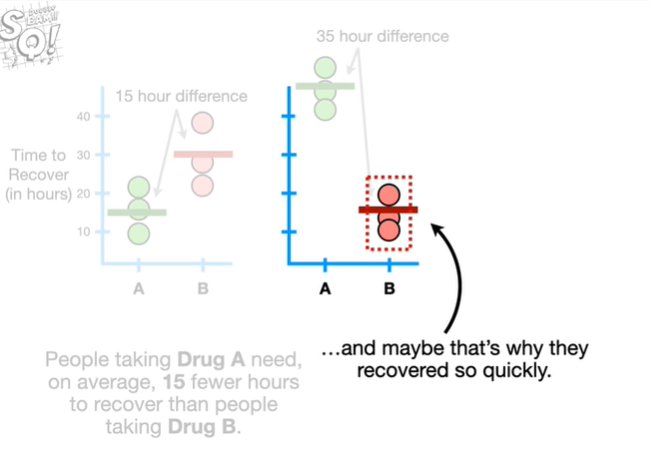 35 hour difference
15 hour difference
40
Time to
Recover
(in hours)
30
20
10
A
B
A
B
People taking Drug A need,
on average, 15 fewer hours
to recover than people
taking Drug B.
…and maybe that’s why they
recovered so quickly.